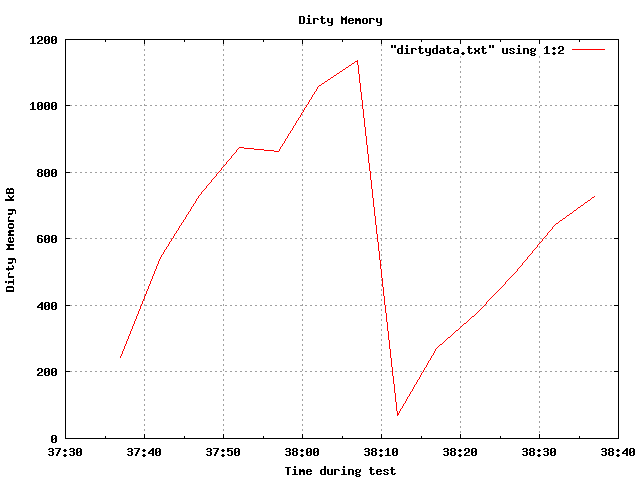 Dirty Memory
"dirtydata.txt" using 1:2
1200
1000
800
600
400
200
0
Dirty Memory kB
37:30 37:40 37:50 38:00 38:10 38:20 38:30 38:40
Time during test